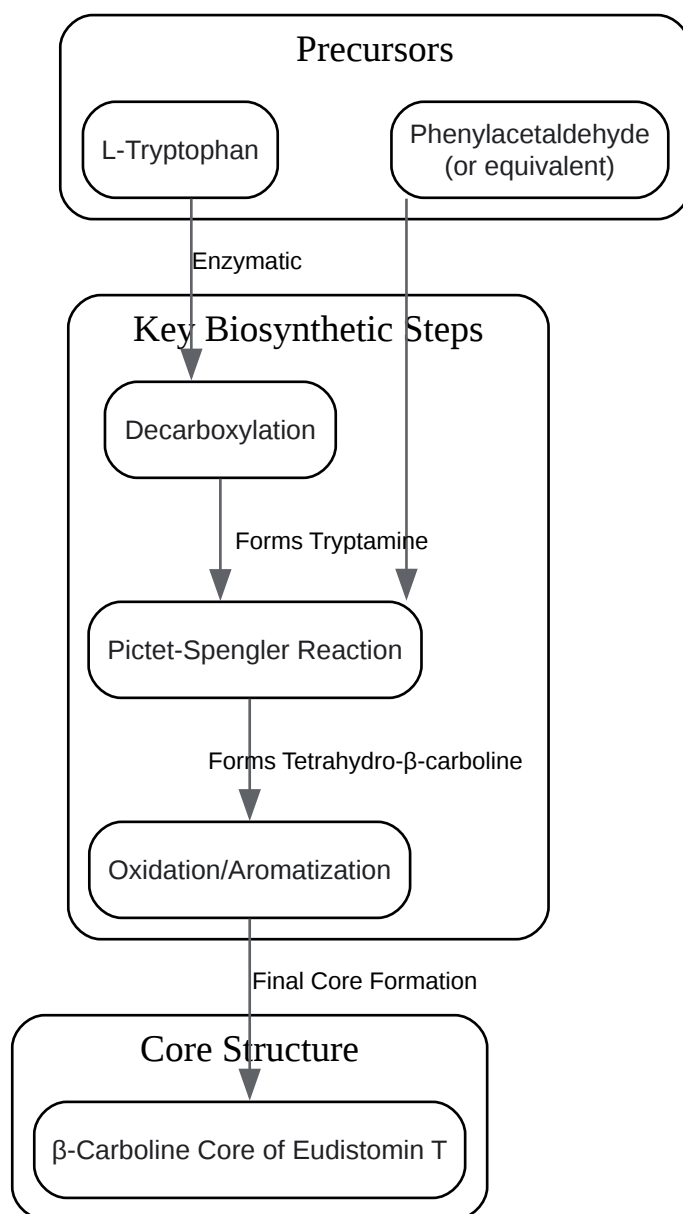 Precursors
L-Tryptophan
Phenylacetaldehyde
(or equivalent)
Enzymatic
Key Biosynthetic Steps
Decarboxylation
Forms Tryptamine
Pictet-Spengler Reaction
Forms Tetrahydro-β-carboline
Oxidation/Aromatization
Final Core Formation
Core Structure
β-Carboline Core of Eudistomin T